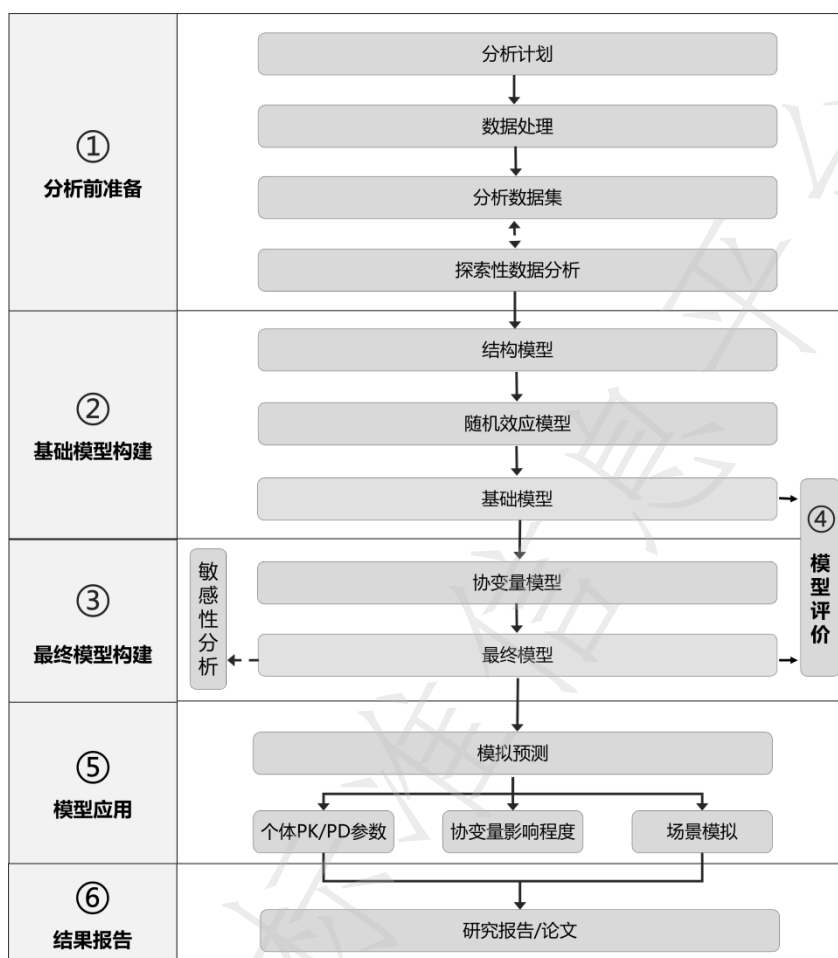 ①
分析前准备
分析计划
数据处理
分析数据集
探索性数据分析
②
基础模型构建
结构模型
随机效应模型
基础模型
④
模型评价
③
最终模型构建
敏感性分析
协变量模型
最终模型
⑤
模型应用
模拟预测
个体PK/PD参数
协变量影响程度
场景模拟
⑥
结果报告
研究报告/论文
标准信息平